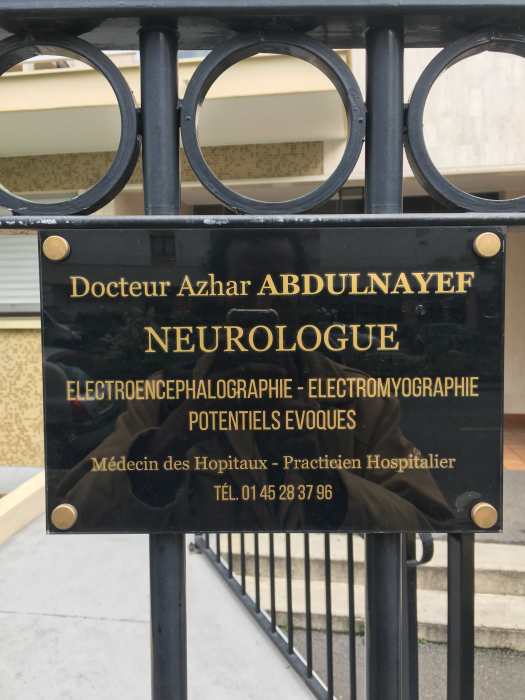 Docteur Azhar ABDULNAYEF
NEUROLOGUE
ELECTROENCEPHALOGRAPHIE - ELECTROMYOGRAPHIE
POTENTIELS EVOQUES
Médecin des Hopitaux - Practicien Hospitalier
TÉL. 01 45 28 37 96